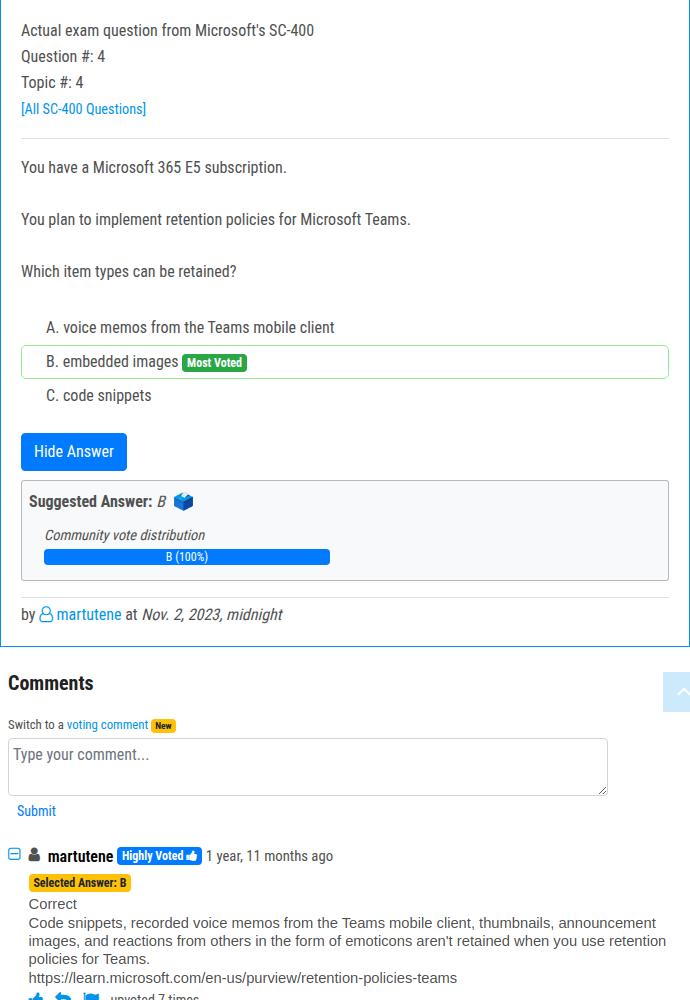 Actual exam question from Microsoft's SC-400
Question #: 4
Topic #: 4
[All SC-400 Questions]
You have a Microsoft 365 E5 subscription.
You plan to implement retention policies for Microsoft Teams.
Which item types can be retained?
A. voice memos from the Teams mobile client
B. embedded images Most Voted
C. code snippets
Hide Answer
Suggested Answer: B
Community vote distribution
B (100%)
by martutene at Nov. 2, 2023, midnight
Comments
Switch to a voting comment New
Type your comment...
Submit
martutene Highly Voted 1 year, 11 months ago
Selected Answer: B
Correct
Code snippets, recorded voice memos from the Teams mobile client, thumbnails, announcement
images, and reactions from others in the form of emoticons aren't retained when you use retention
policies for Teams.
https://learn.microsoft.com/en-us/purview/retention-policies-teams
upvoted 7 times